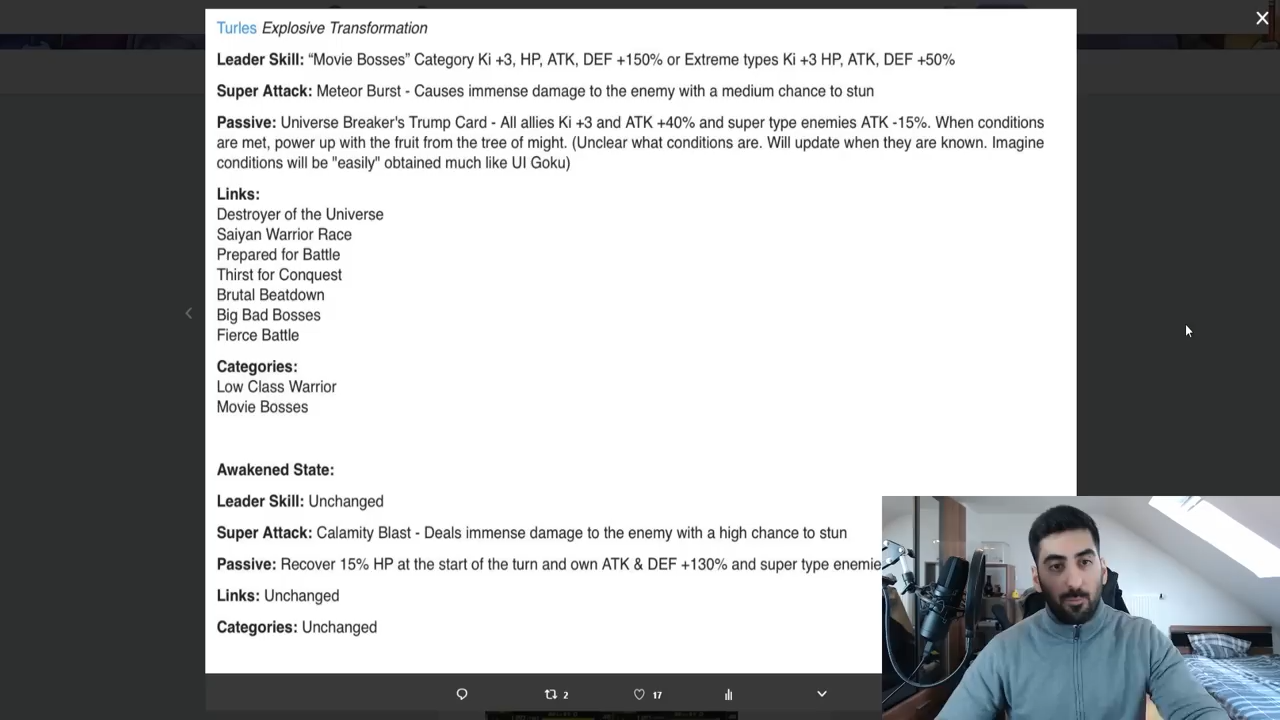 Turles Explosive Transformation
Leader Skill: “Movie Bosses” Category Ki +3, HP, ATK, DEF +150% or Extreme types Ki +3 HP, ATK, DEF +50%
Super Attack: Meteor Burst - Causes immense damage to the enemy with a medium chance to stun
Passive: Universe Breaker's Trump Card - All allies Ki +3 and ATK +40% and super type enemies ATK -15%. When conditions
are met, power up with the fruit from the tree of might. (Unclear what conditions are. Will update when they are known. Imagine
conditions will be "easily" obtained much like UI Goku)
Links:
Destroyer of the Universe
Saiyan Warrior Race
Prepared for Battle
Thirst for Conquest
Brutal Beatdown
Big Bad Bosses
Fierce Battle
Categories:
Low Class Warrior
Movie Bosses
Awakened State:
Leader Skill: Unchanged
Super Attack: Calamity Blast - Deals immense damage to the enemy with a high chance to stun
Passive: Recover 15% HP at the start of the turn and own ATK & DEF +130% and super type enemie
Links: Unchanged
Categories: Unchanged
2
17